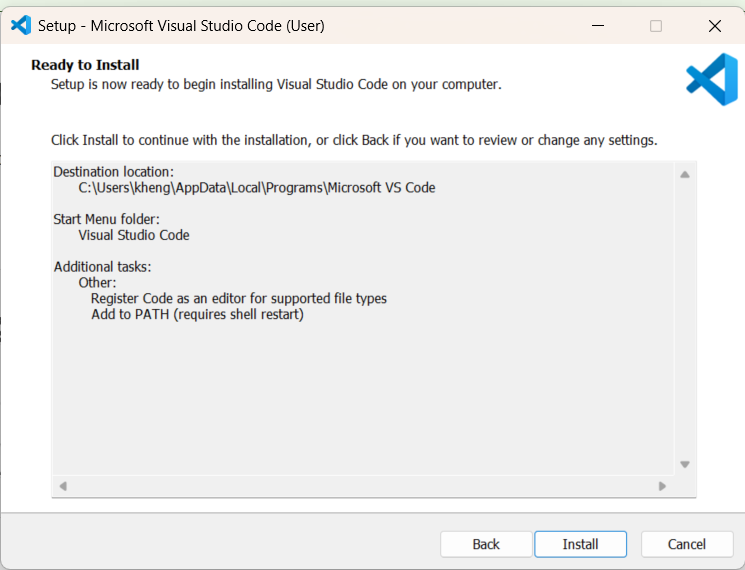 Setup - Microsoft Visual Studio Code (User)
Ready to Install
Setup is now ready to begin installing Visual Studio Code on your computer.
Click Install to continue with the installation, or click Back if you want to review or change any settings.
Destination location:
C:\Users\kheng\AppData\Local\Programs\Microsoft VS Code
Start Menu folder:
Visual Studio Code
Additional tasks:
Other:
Register Code as an editor for supported file types
Add to PATH (requires shell restart)
Back
Install
Cancel